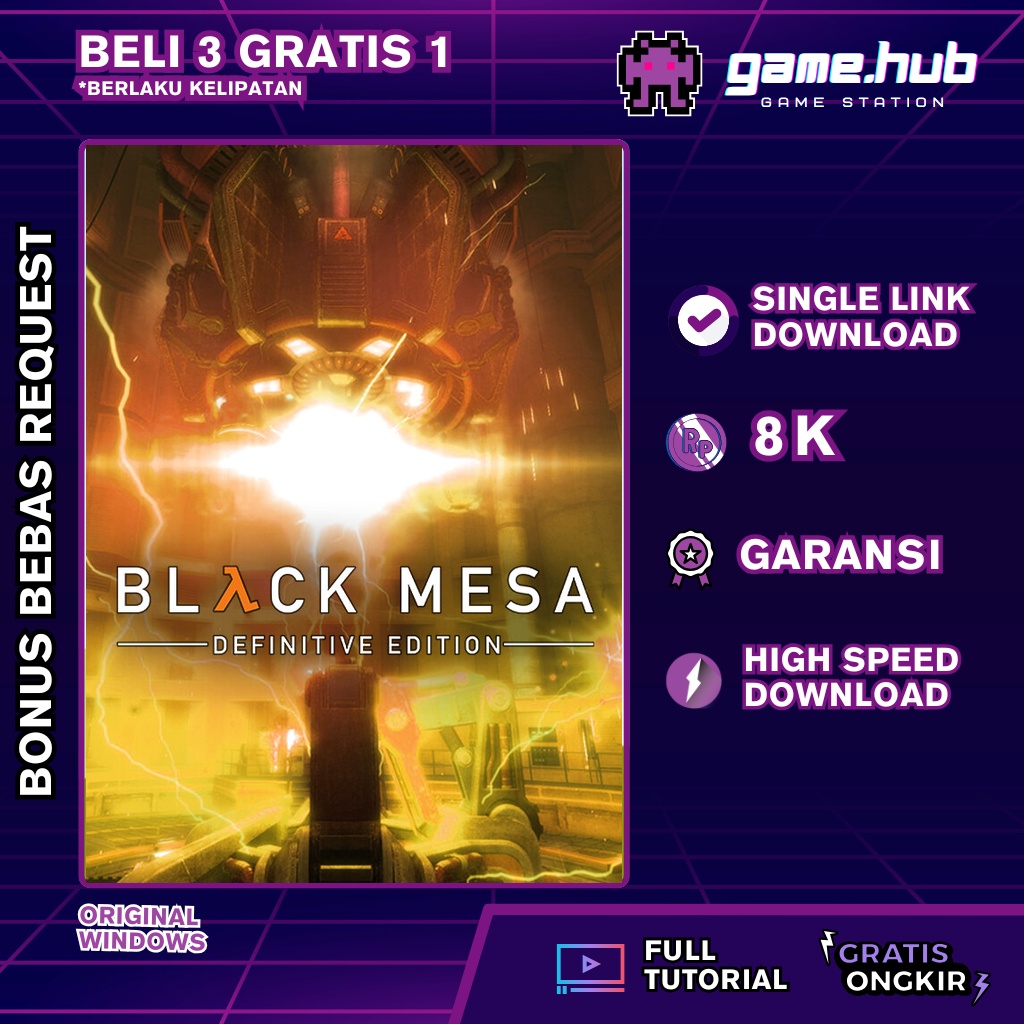 BELI 3 GRATIS 1
*BERLAKU KELIPATAN
game.hub
GAME STATION
BONUS BEBAS REQUEST
BLλCK MESA
DEFINITIVE EDITION
SINGLE LINK
DOWNLOAD
Rp
8K
GARANSI
HIGH SPEED
DOWNLOAD
ORIGINAL
WINDOWS
FULL
TUTORIAL
GRATIS
ONGKIR